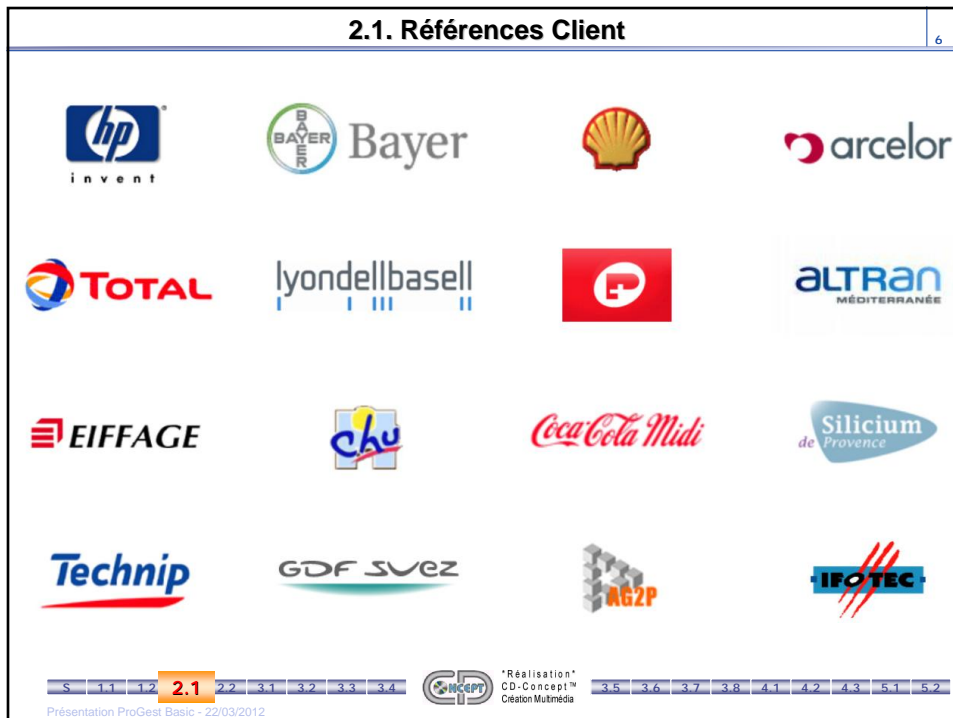 2.1. Références Client
6
hp
invent
BAYER
BAYER
Bayer
arcelor
TOTAL
lyondellbasell
P
ALTRAN
MÉDITERRANÉE
EIFFAGE
chu
Coca-Cola Midi
Silicium
de Provence
Technip
GDF SUEZ
AG2P
IFOTEC
S 1.1 1.2 2.1 2.2 3.1 3.2 3.3 3.4
CONCEPT
*Réalisation*
CD-Concept™
Création Multimédia
3.5 3.6 3.7 3.8 4.1 4.2 4.3 5.1 5.2
Présentation ProGest Basic - 22/03/2012